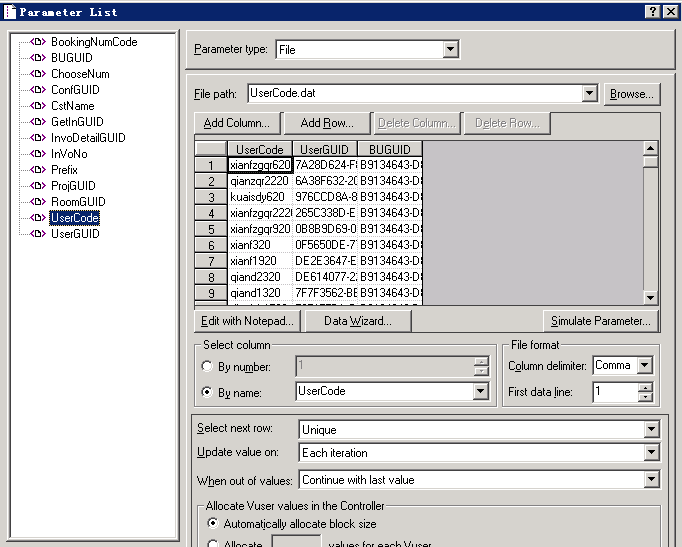 Parameter List
BookingNumCode
BUGUID
ChooseNum
ConfGUID
CstName
GetInGUID
InvoDetailGUID
InVoNo
Prefix
ProjGUID
RoomGUID
UserCode
UserGUID
Parameter type: File
File path: UserCode.dat Browse...
Add Column... Add Row... Delete Column... Delete Row...
UserCode UserGUID BUGUID
1 xianfzgqr620 7A28D624-F B9134643-D
2 qianzqr2220 6A38F632-20 B9134643-D
3 kuaisdy620 976CCD8A-8 B9134643-D
4 xianfzgqr222 265C338D-E B9134643-D
5 xianfzgqr920 0B8B9D69-0 B9134643-D
6 xianf320 0F5650DE-7 B9134643-D
7 xianf1920 DE2E3647-E B9134643-D
8 qiand2320 DE614077-2 B9134643-D
9 qiand1320 7F7F3562-BE B9134643-D
Edit with Notepad... Data Wizard... Simulate Parameter...
Select column
By number: 1
By name: UserCode
File format
Column delimiter: Comma
First data line: 1
Select next row: Unique
Update value on: Each iteration
When out of values: Continue with last value
Allocate Vuser values in the Controller
Automatically allocate block size
Allocate values for each Vuser